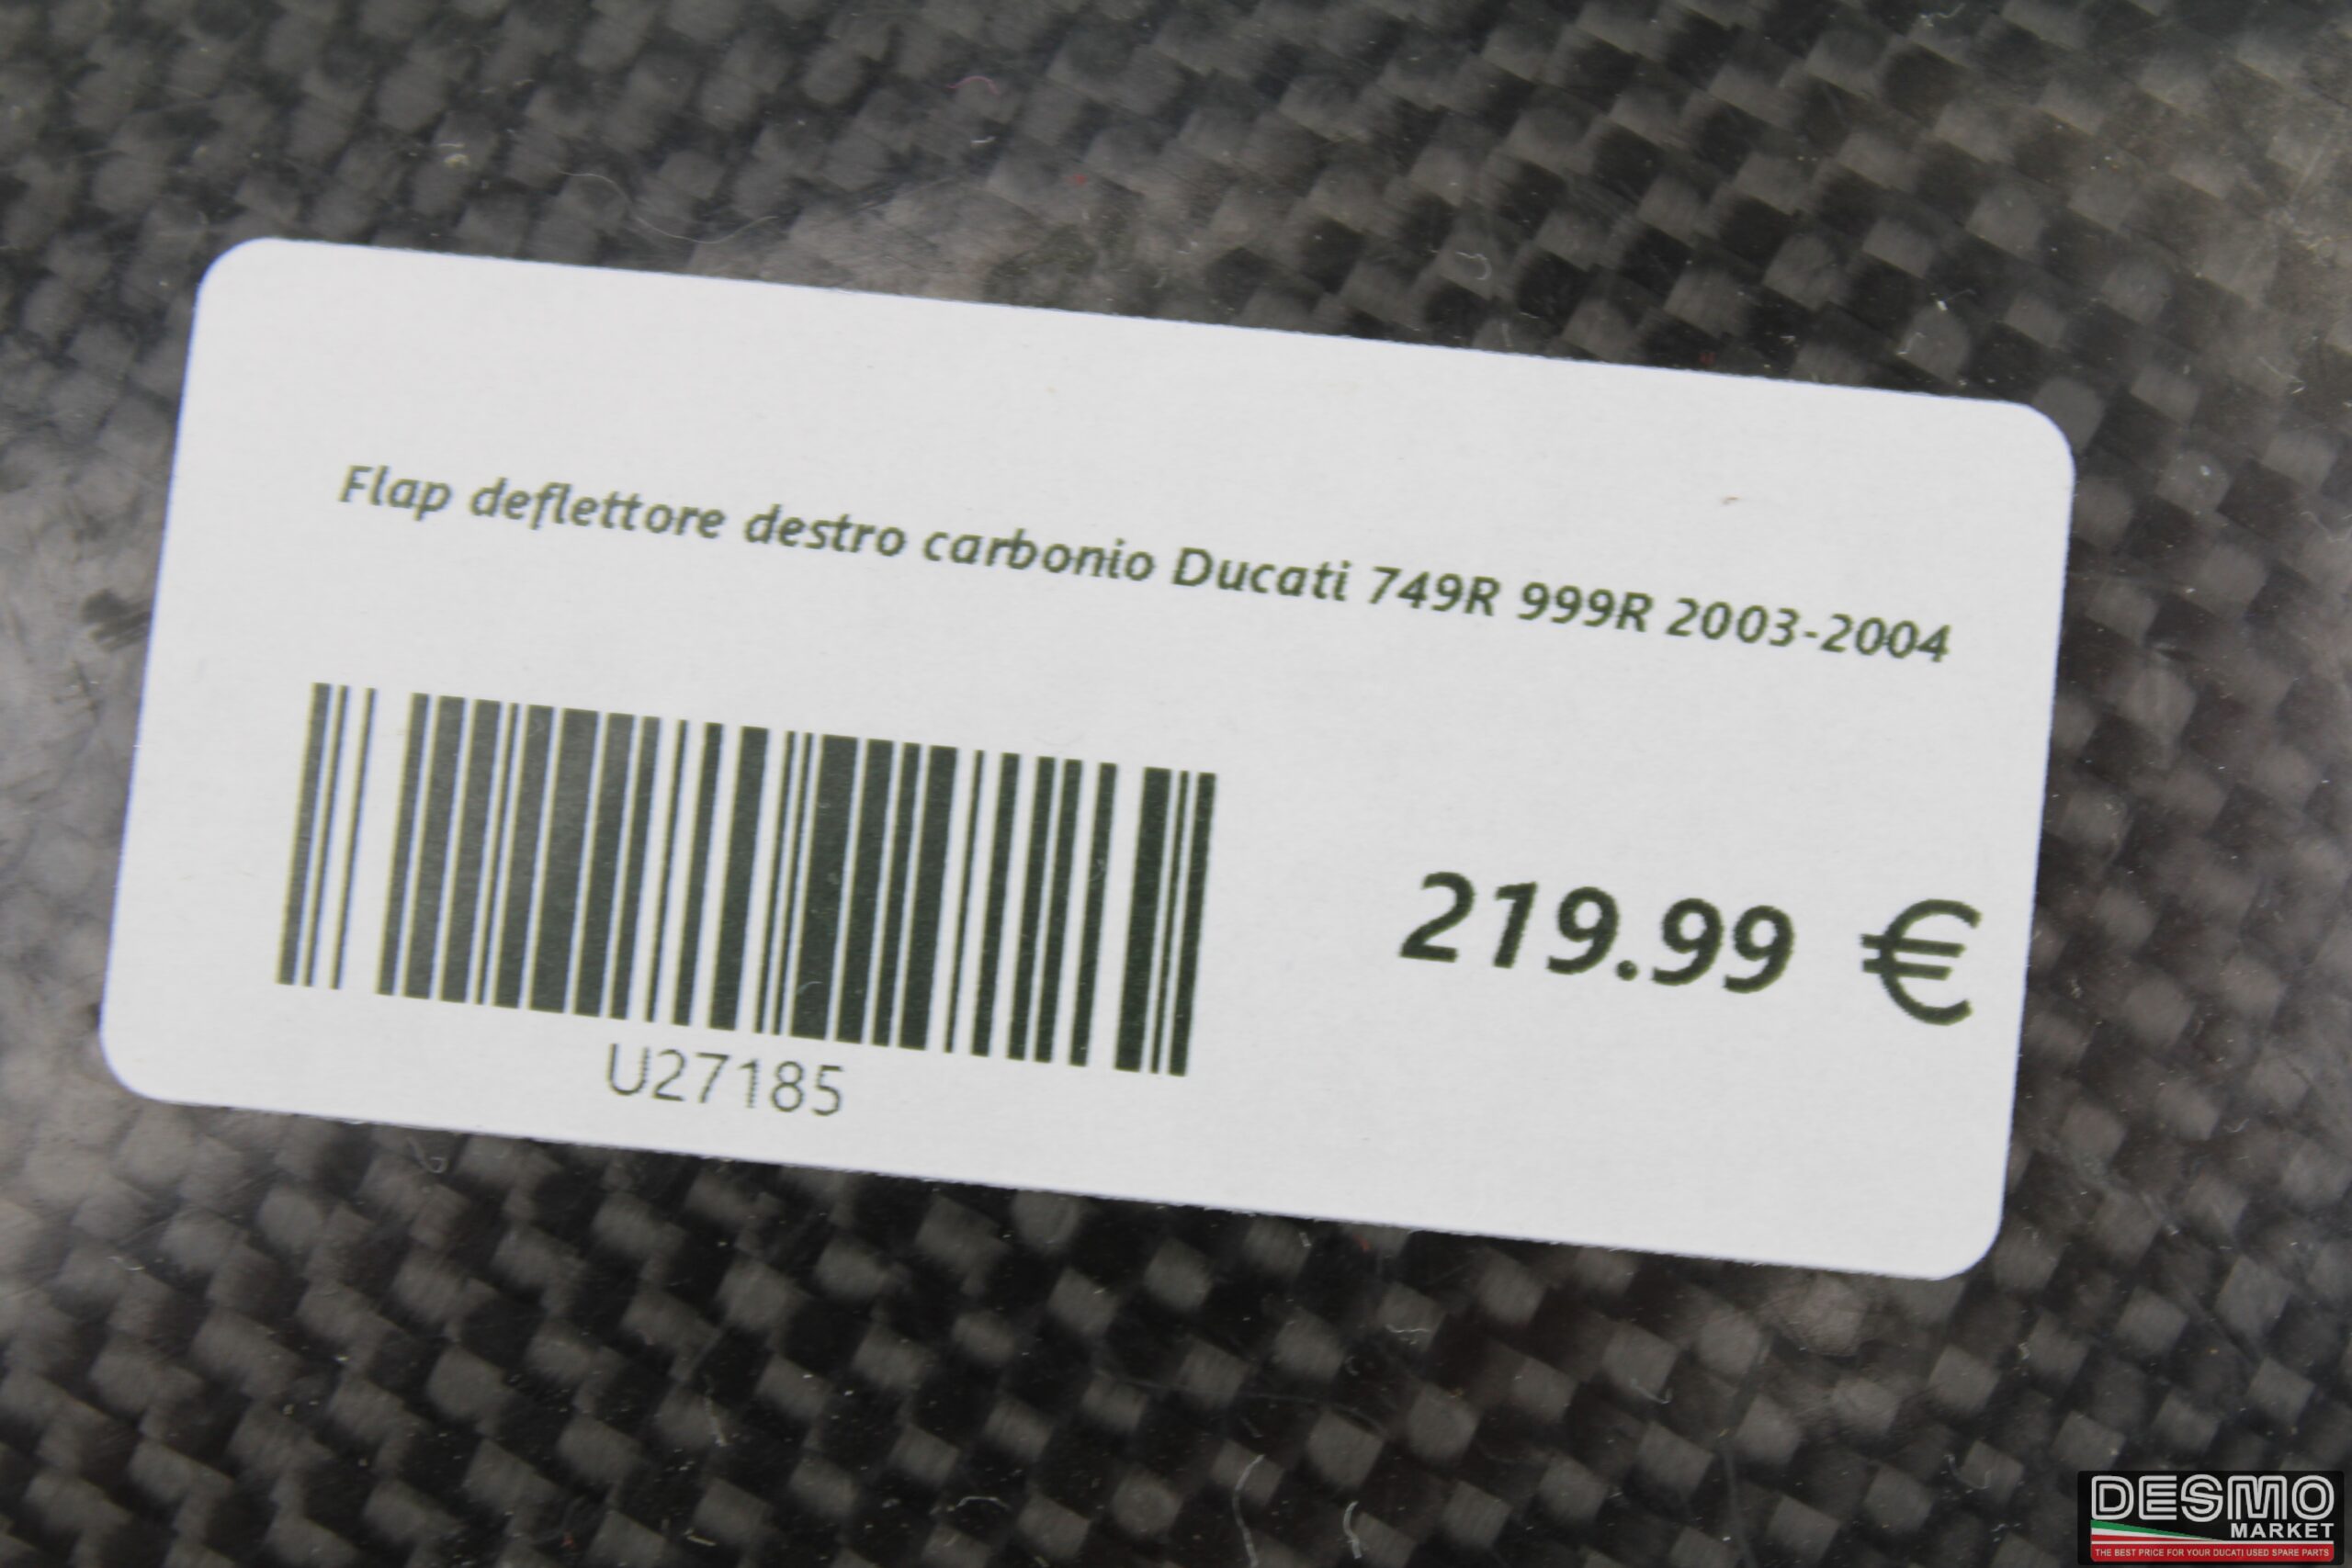 Flap deflettore destro carbonio Ducati 749R 999R 2003-2004
219.99 €
U27185
DESMO
MARKET
THE BEST PRICE FOR YOUR DUCATI USED SPARE PARTS